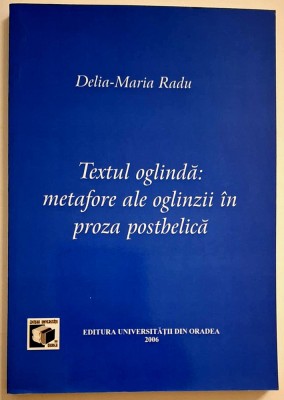 Delia-Maria Radu
Textul oglindă:
metafore ale oglinzii în
proza postbelică
EDITURA UNIVERSITĂȚII DIN ORADEA
2006